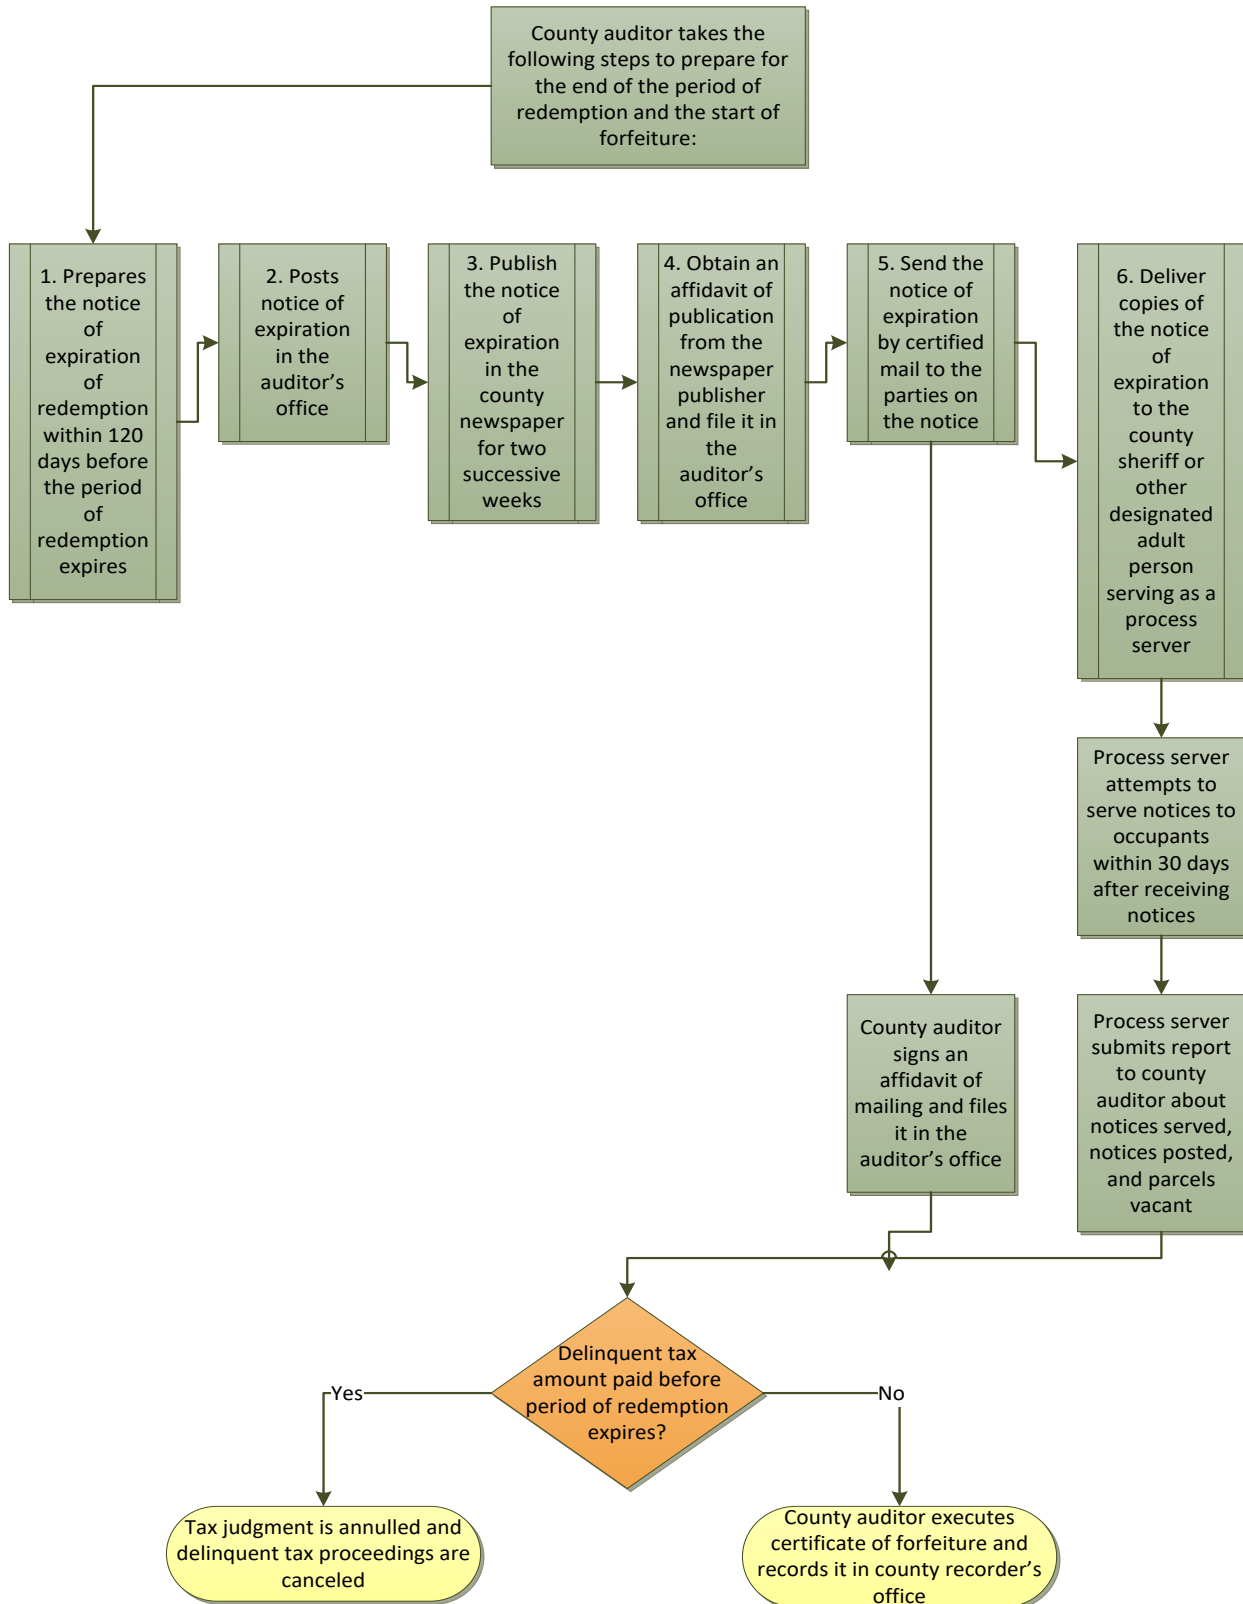 County auditor takes the
following steps to prepare for
the end of the period of
redemption and the start of
forfeiture:
1. Prepares
the notice
of
expiration
of
redemption
within 120
days before
the period
of
redemption
expires
2. Posts
notice of
expiration
in the
auditor’s
office
3. Publish
the notice
of
expiration
in the
county
newspaper
for two
successive
weeks
4. Obtain an
affidavit of
publication
from the
newspaper
publisher
and file it in
the
auditor’s
office
5. Send the
notice of
expiration
by certified
mail to the
parties on
the notice
6. Deliver
copies of
the notice
of
expiration
to the
county
sheriff or
other
designated
adult
person
serving as a
process
server
Process server
attempts to
serve notices to
occupants
within 30 days
after receiving
notices
County auditor
signs an
affidavit of
mailing and files
it in the
auditor’s office
Process server
submits report
to county
auditor about
notices served,
notices posted,
and parcels
vacant
Delinquent tax
amount paid before
period of redemption
expires?
Yes
No
Tax judgment is annulled and
delinquent tax proceedings are
canceled
County auditor executes
certificate of forfeiture and
records it in county recorder’s
office